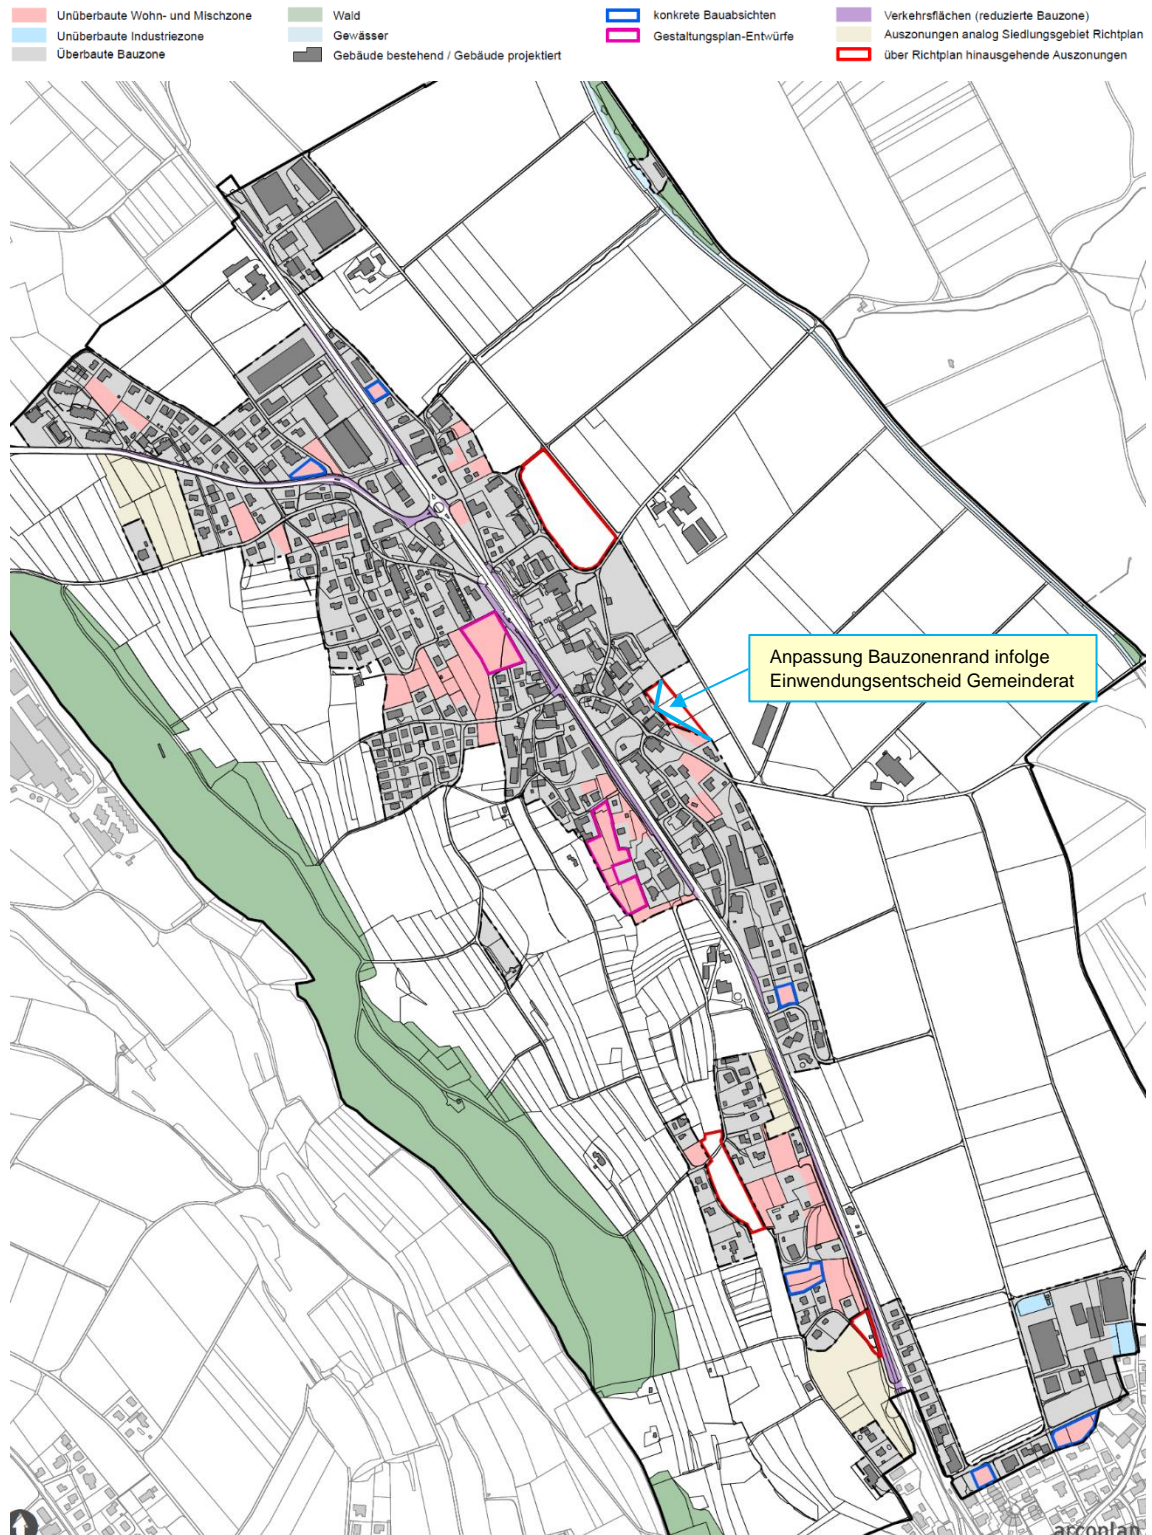 Unüberbaute Wohn- und Mischzone
Unüberbaute Industriezone
Überbaute Bauzone
Wald
Gewässer
Gebäude bestehend / Gebäude projektiert
konkrete Bauabsichten
Gestaltungsplan-Entwürfe
Verkehrsflächen (reduzierte Bauzone)
Auszonungen analog Siedlungsgebiet Richtplan
über Richtplan hinausgehende Auszonungen
Anpassung Bauzonenrand infolge
Einwendungsentscheid Gemeinderat
arcoplan